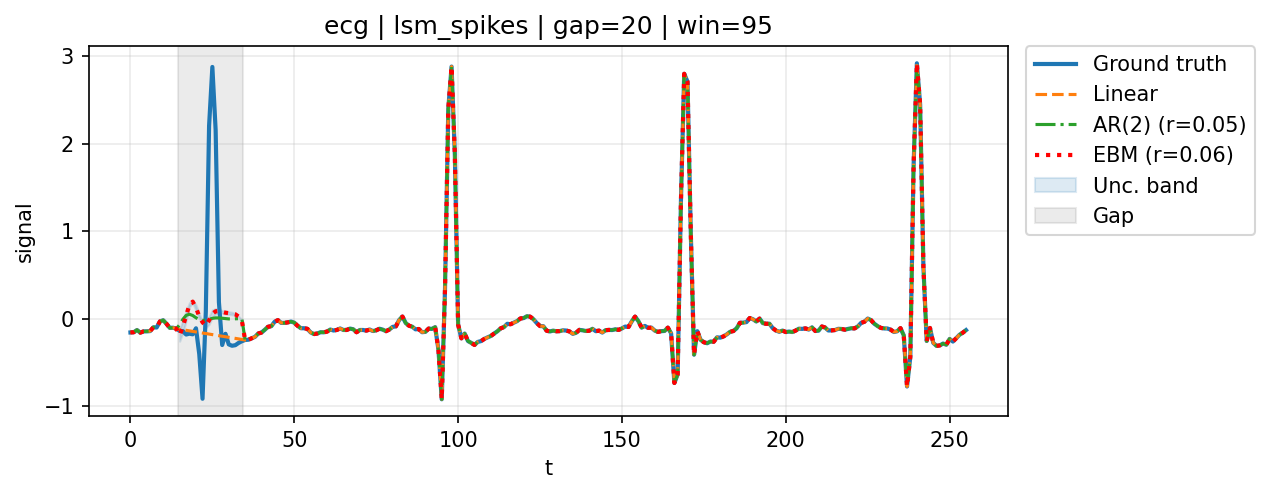 ecg | lsm_spikes | gap=20 | win=95
signal
3
2
1
0
−1
0
50
100
150
200
250
t
Ground truth
Linear
AR(2) (r=0.05)
EBM (r=0.06)
Unc. band
Gap